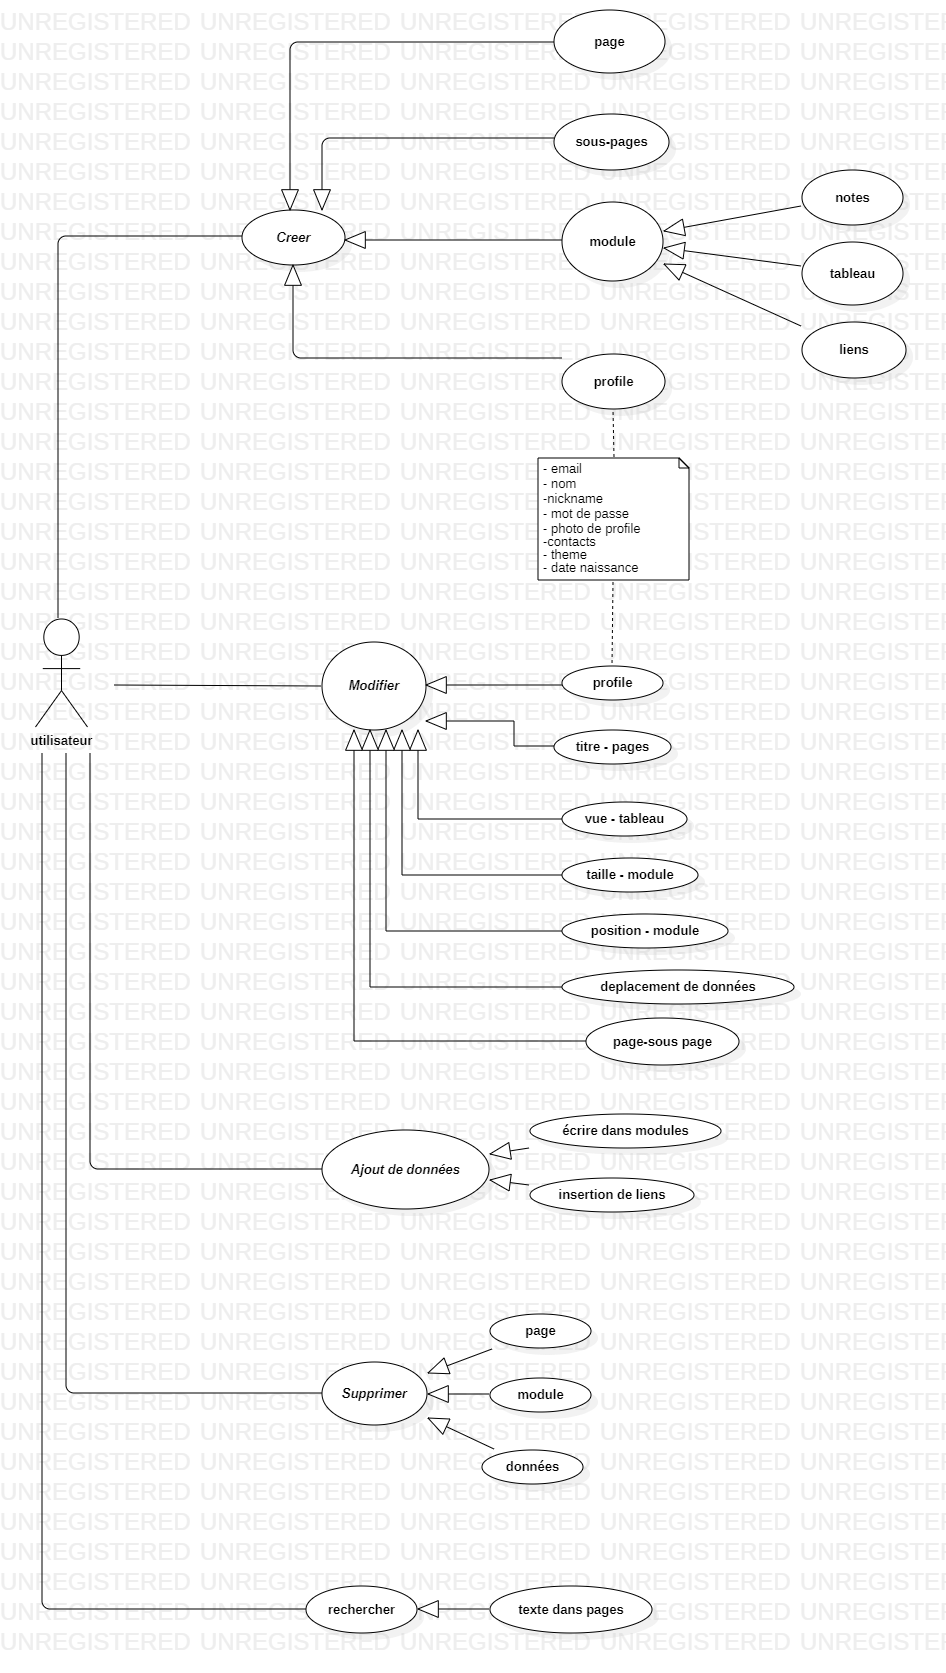 page
sous-pages
notes
Creer
module
tableau
liens
profile
- email
- nom
-nickname
- mot de passe
- photo de profile
-contacts
- theme
- date naissance
utilisateur
Modifier
profile
titre - pages
vue - tableau
taille - module
position - module
deplacement de données
page-sous page
écrire dans modules
Ajout de données
insertion de liens
page
Supprimer
module
données
rechercher
texte dans pages
UNREGISTERED